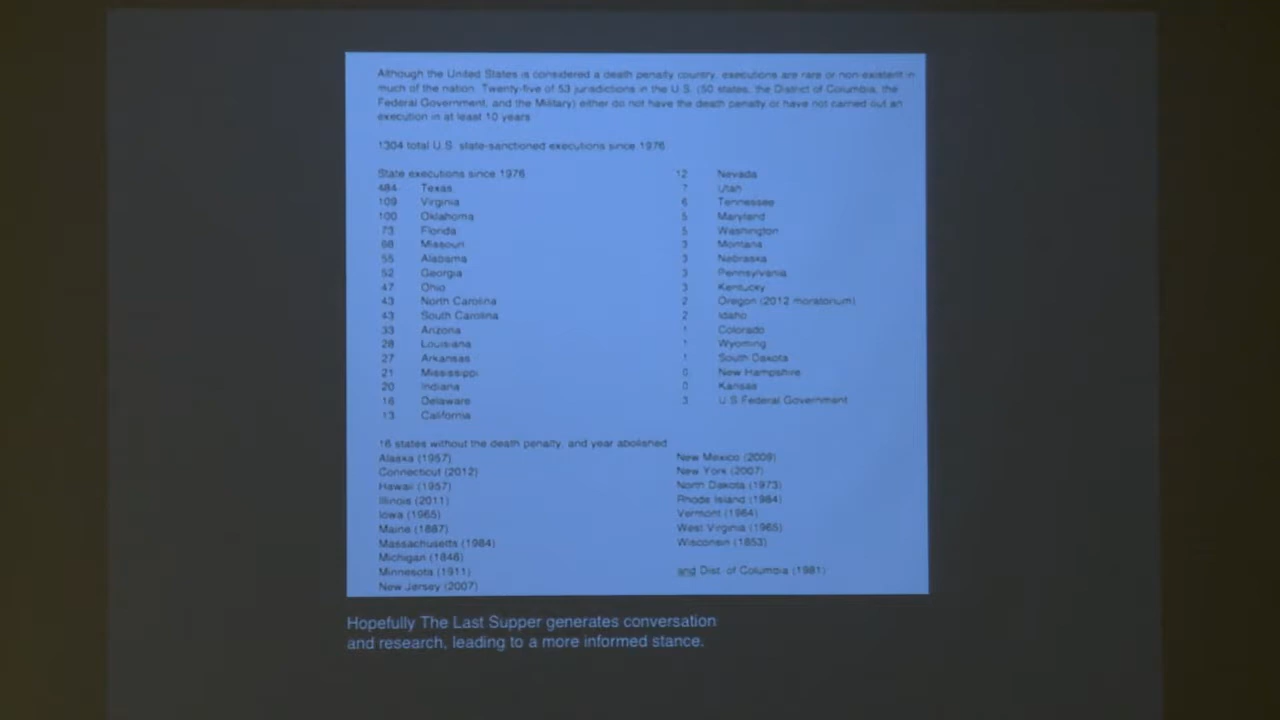 Although the United States is considered a death penalty country, executions are rare or non-existent in
much of the nation. Twenty-five of 53 jurisdictions in the U.S. (50 states, the District of Columbia, the
Federal Government, and the Military) either do not have the death penalty or have not carried out an
execution in at least 10 years
1304 total U.S. state-sanctioned executions since 1976
State executions since 1976
484 Texas
109 Virginia
100 Oklahoma
73 Florida
68 Missouri
55 Alabama
52 Georgia
47 Ohio
43 North Carolina
43 South Carolina
33 Arizona
28 Louisiana
27 Arkansas
21 Mississippi
20 Indiana
16 Delaware
13 California
12 Nevada
7 Utah
6 Tennessee
5 Maryland
5 Washington
3 Montana
3 Nebraska
3 Pennsylvania
3 Kentucky
2 Oregon (2012 moratorium)
2 Idaho
1 Colorado
1 Wyoming
1 South Dakota
0 New Hampshire
0 Kansas
3 U.S Federal Government
16 states without the death penalty, and year abolished
Alaska (1957)
Connecticut (2012)
Hawaii (1957)
Illinois (2011)
Iowa (1965)
Maine (1887)
Massachusetts (1984)
Michigan (1846)
Minnesota (1911)
New Jersey (2007)
New Mexico (2009)
New York (2007)
North Dakota (1973)
Rhode Island (1984)
Vermont (1964)
West Virginia (1965)
Wisconsin (1853)
and Dist. of Columbia (1981)
Hopefully The Last Supper generates conversation
and research, leading to a more informed stance.